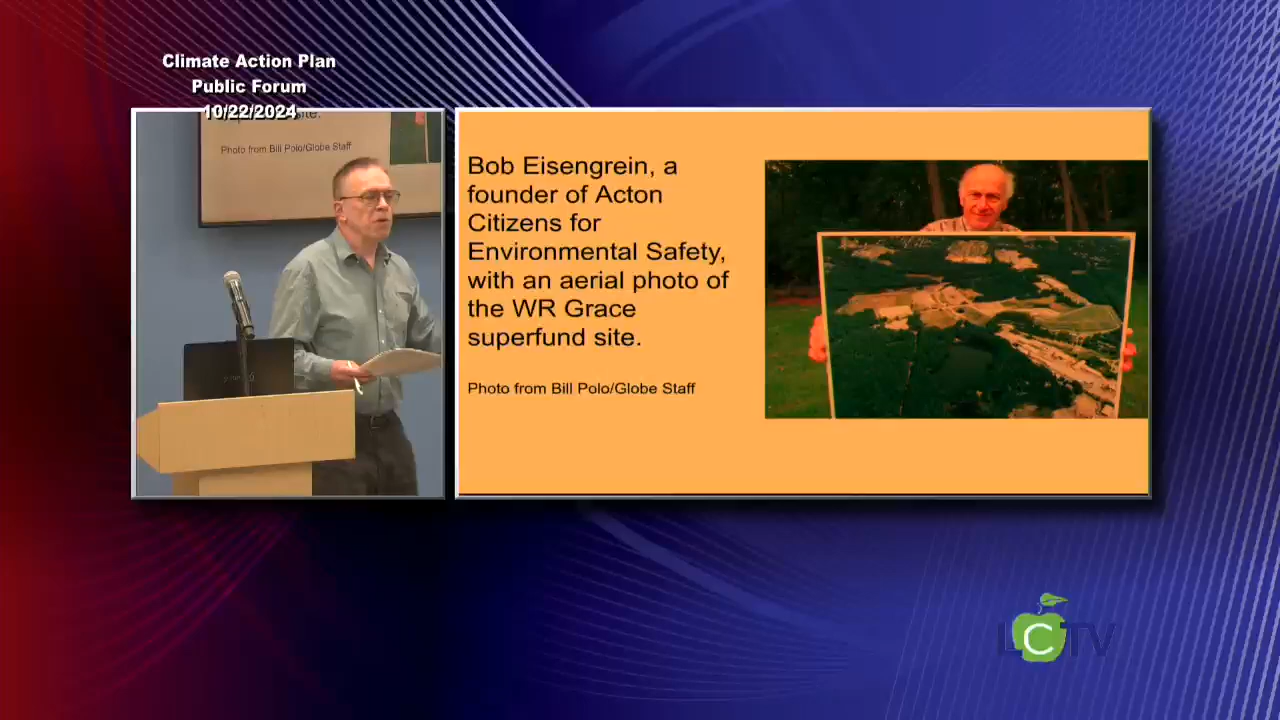 Climate Action Plan
Public Forum
10/22/2024
site.
Photo from Bill Polo/Globe Staff
Bob Eisengrein, a
founder of Acton
Citizens for
Environmental Safety,
with an aerial photo of
the WR Grace
superfund site.
Photo from Bill Polo/Globe Staff
LCTV